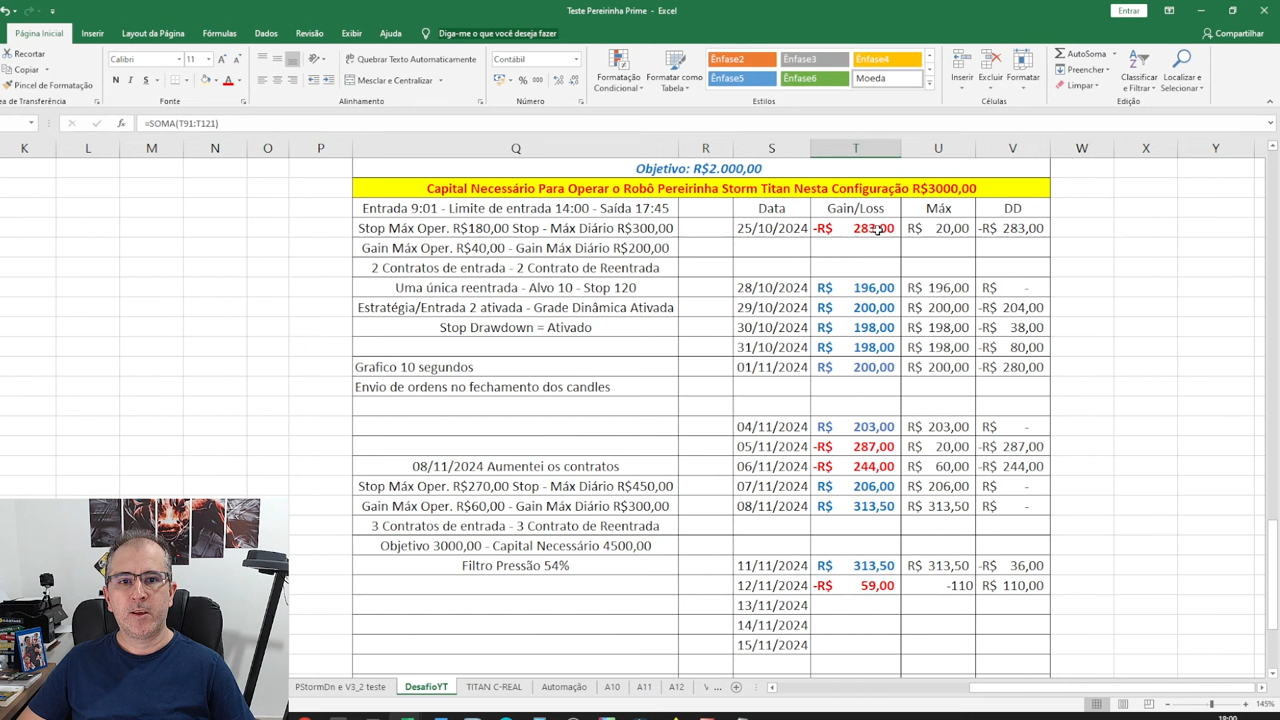 Teste Pereirinha Prime - Excel
Entrar
Página Inicial Inserir Layout da Página Fórmulas Dados Revisão Exibir Ajuda Diga-me o que você deseja fazer Compartilhar
Recortar
Copiar
Pincel de Formatação
Calibri 11
N I S
Quebrar Texto Automaticamente
Mesclar e Centralizar
Contábil
% 000
Formatação Condicional
Formatar como Tabela
Ênfase2 Ênfase3 Ênfase4
Ênfase5 Ênfase6 Moeda
Inserir Excluir Formatar
AutoSoma
Preencher
Limpar
Classificar e Filtrar
Localizar e Selecionar
a de Transferência Fonte Alinhamento Número Estilos Células Edição
fx =SOMA(T91:T121)
K L M N O P Q R S T U V W X Y
Objetivo: R$2.000,00
Capital Necessário Para Operar o Robô Pereirinha Storm Titan Nesta Configuração R$3000,00
Entrada 9:01 - Limite de entrada 14:00 - Saída 17:45 Data Gain/Loss Máx DD
Stop Máx Oper. R$180,00 Stop - Máx Diário R$300,00 25/10/2024 -R$ 283,00 R$ 20,00 -R$ 283,00
Gain Máx Oper. R$40,00 - Gain Máx Diário R$200,00
2 Contratos de entrada - 2 Contrato de Reentrada
Uma única reentrada - Alvo 10 - Stop 120 28/10/2024 R$ 196,00 R$ 196,00 R$ -
Estratégia/Entrada 2 ativada - Grade Dinâmica Ativada 29/10/2024 R$ 200,00 R$ 200,00 -R$ 204,00
Stop Drawdown = Ativado 30/10/2024 R$ 198,00 R$ 198,00 -R$ 38,00
31/10/2024 R$ 198,00 R$ 198,00 -R$ 80,00
Grafico 10 segundos 01/11/2024 R$ 200,00 R$ 200,00 -R$ 280,00
Envio de ordens no fechamento dos candles
04/11/2024 R$ 203,00 R$ 203,00 R$ -
05/11/2024 -R$ 287,00 R$ 20,00 -R$ 287,00
08/11/2024 Aumentei os contratos 06/11/2024 -R$ 244,00 R$ 60,00 -R$ 244,00
Stop Máx Oper. R$270,00 Stop - Máx Diário R$450,00 07/11/2024 R$ 206,00 R$ 206,00 R$ -
Gain Máx Oper. R$60,00 - Gain Máx Diário R$300,00 08/11/2024 R$ 313,50 R$ 313,50 R$ -
3 Contratos de entrada - 3 Contrato de Reentrada
Objetivo 3000,00 - Capital Necessário 4500,00
Filtro Pressão 54% 11/11/2024 R$ 313,50 R$ 313,50 -R$ 36,00
12/11/2024 -R$ 59,00 -110 R$ 110,00
13/11/2024
14/11/2024
15/11/2024
PStormDn e V3_2 teste DesafioYT TITAN C-REAL Automação A10 A11 A12 ...
145%
18:00